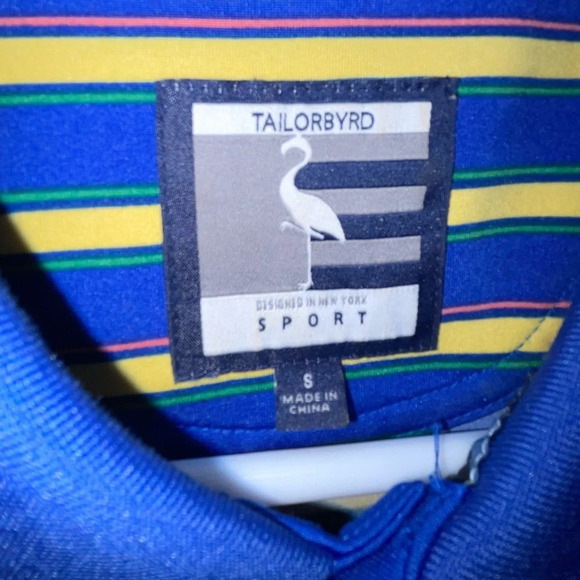 TAILORBYRD
DESIGNED IN NEW YORK
SPORT
S
MADE IN
CHINA